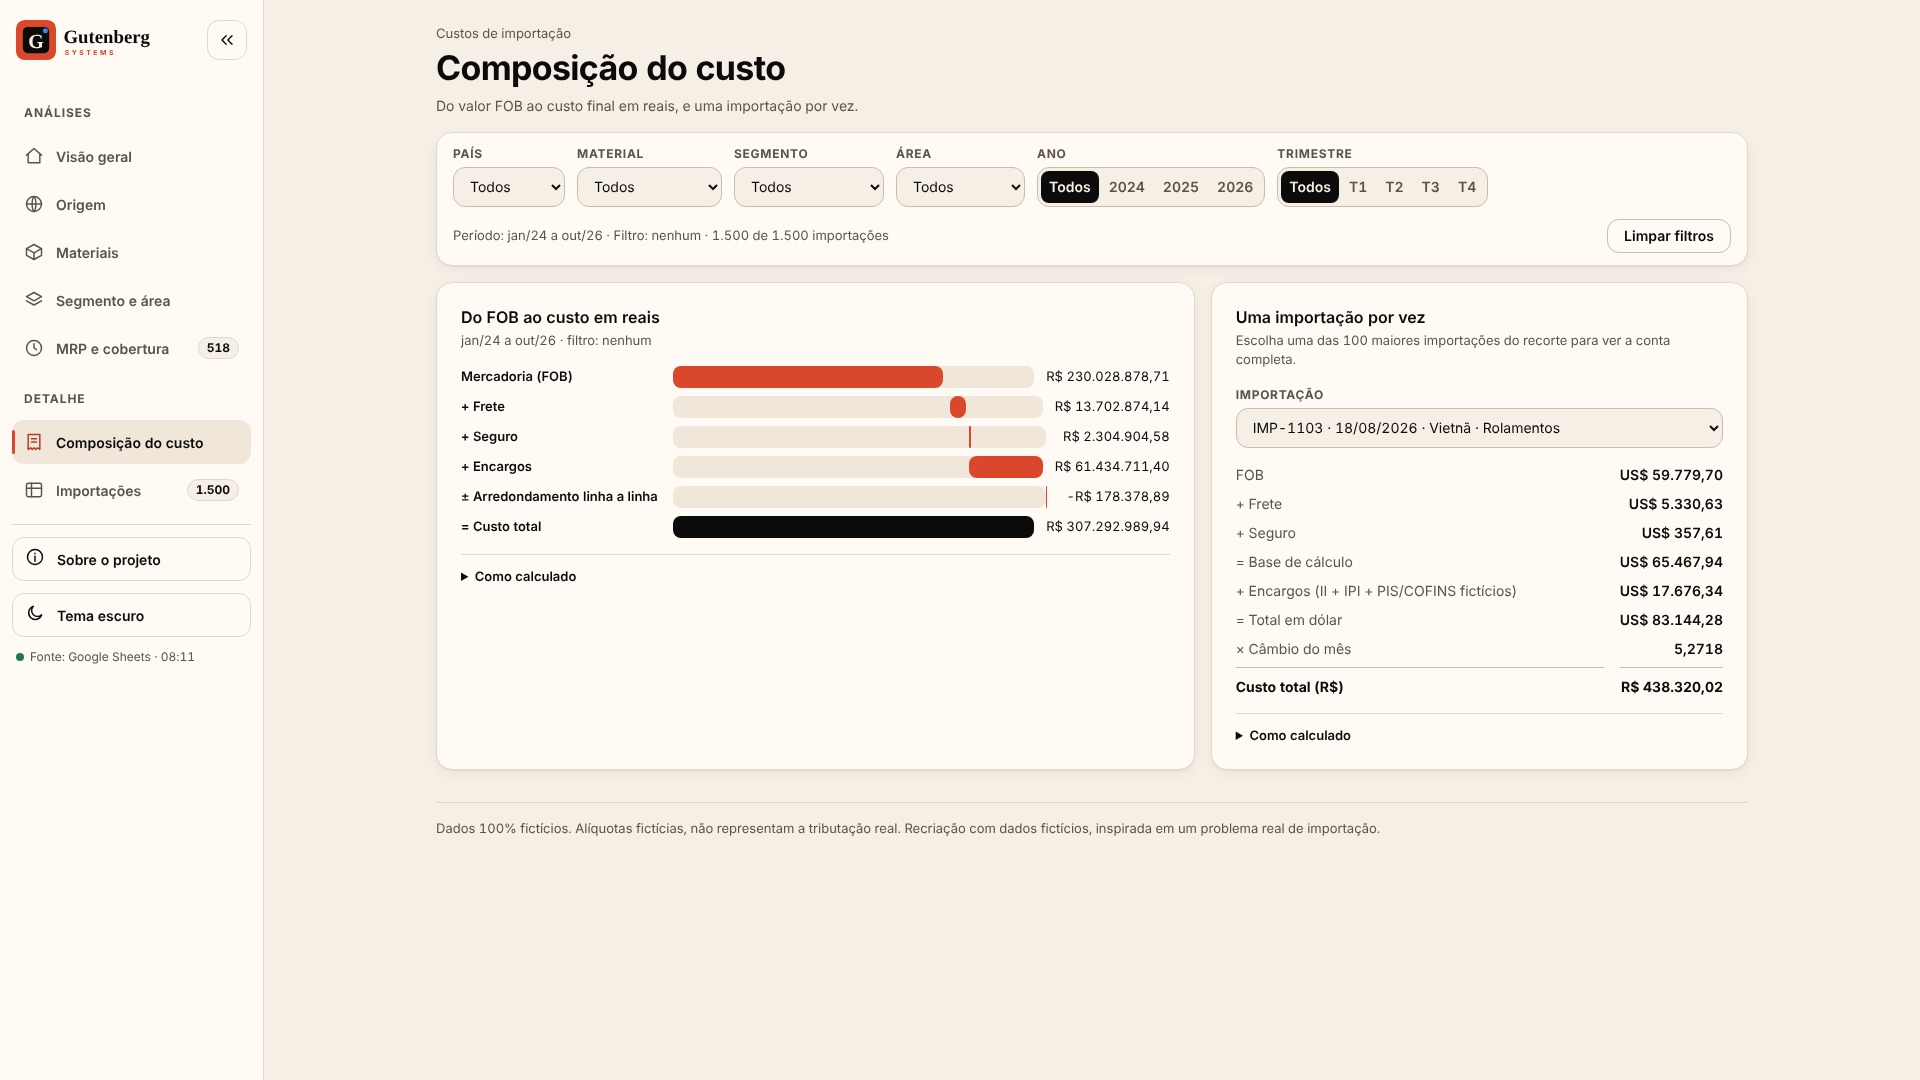 Gutenberg
SYSTEMS
ANÁLISES
Visão geral
Origem
Materiais
Segmento e área
MRP e cobertura 518
DETALHE
Composição do custo
Importações 1.500
Sobre o projeto
Tema escuro
Fonte: Google Sheets · 08:11
Custos de importação
Composição do custo
Do valor FOB ao custo final em reais, e uma importação por vez.
PAÍS MATERIAL SEGMENTO ÁREA ANO TRIMESTRE
Todos Todos Todos Todos Todos 2024 2025 2026 Todos T1 T2 T3 T4
Período: jan/24 a out/26 · Filtro: nenhum · 1.500 de 1.500 importações Limpar filtros
Do FOB ao custo em reais
jan/24 a out/26 · filtro: nenhum
Mercadoria (FOB) R$ 230.028.878,71
+ Frete R$ 13.702.874,14
+ Seguro R$ 2.304.904,58
+ Encargos R$ 61.434.711,40
± Arredondamento linha a linha -R$ 178.378,89
= Custo total R$ 307.292.989,94
Como calculado
Uma importação por vez
Escolha uma das 100 maiores importações do recorte para ver a conta
completa.
IMPORTAÇÃO
IMP-1103 · 18/08/2026 · Vietnã · Rolamentos
FOB US$ 59.779,70
+ Frete US$ 5.330,63
+ Seguro US$ 357,61
= Base de cálculo US$ 65.467,94
+ Encargos (II + IPI + PIS/COFINS fictícios) US$ 17.676,34
= Total em dólar US$ 83.144,28
× Câmbio do mês 5,2718
Custo total (R$) R$ 438.320,02
Como calculado
Dados 100% fictícios. Alíquotas fictícias, não representam a tributação real. Recriação com dados fictícios, inspirada em um problema real de importação.